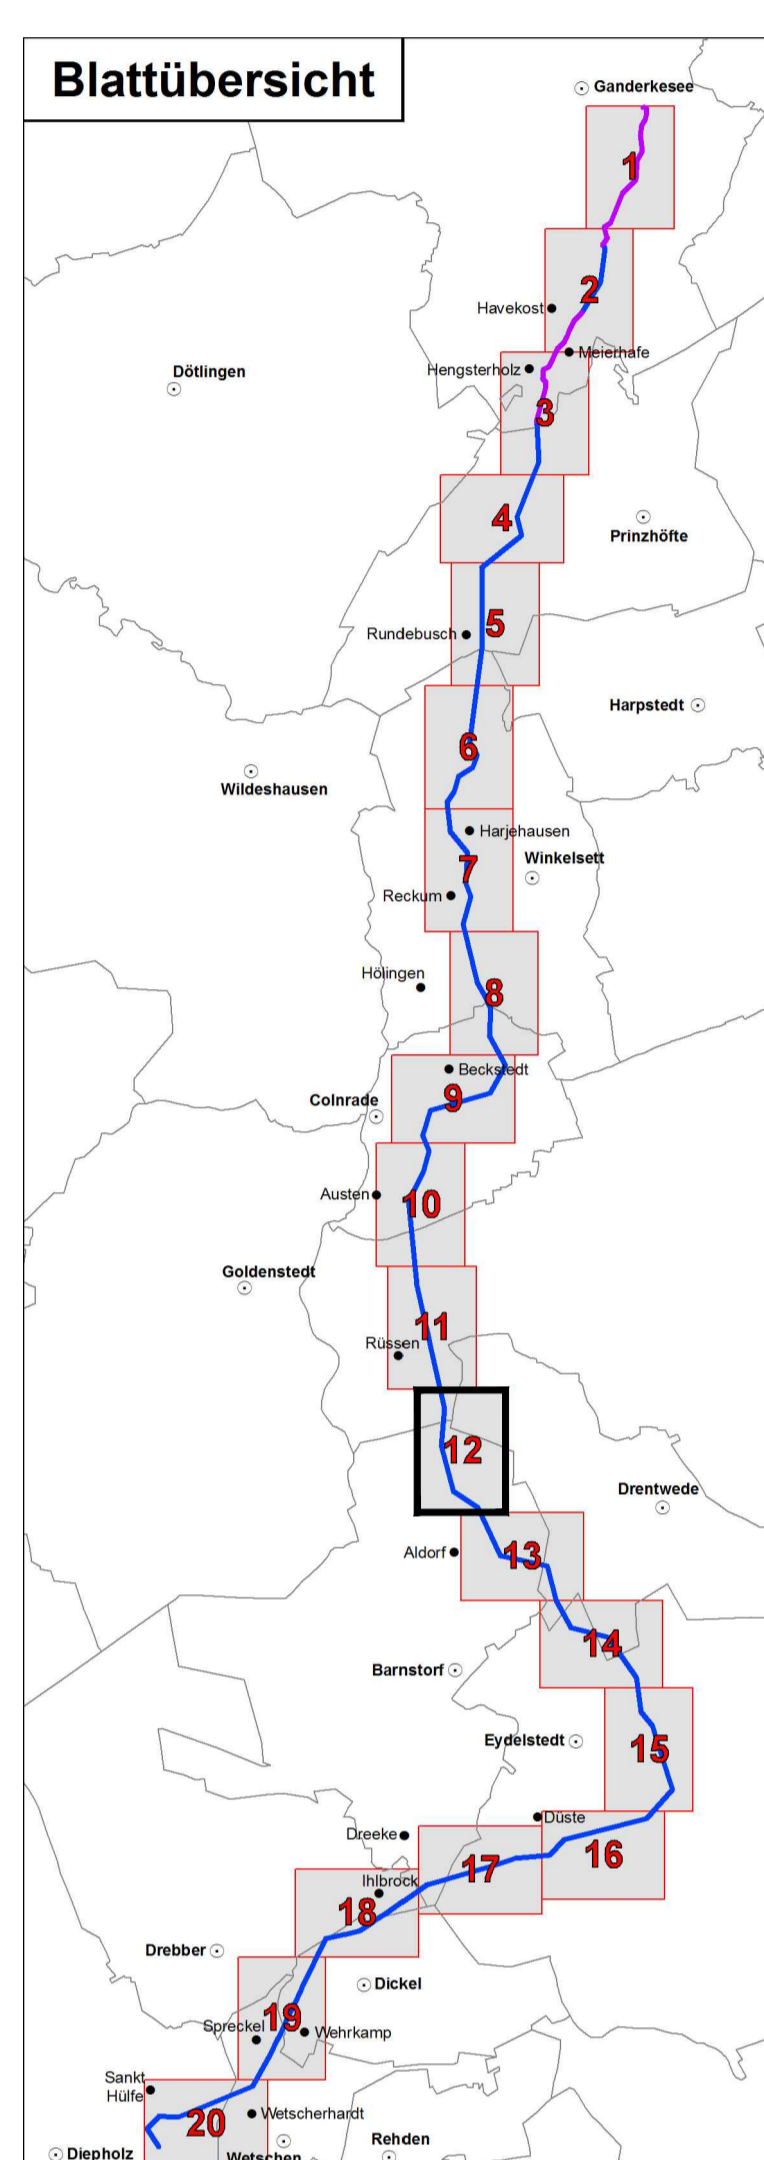 Blattübersicht
Ganderkesee
1
2
Havekost
Meierhafe
Hengsterholz
Dötlingen
3
4
Prinzhöfte
5
Rundebusch
Harpstedt
6
Wildeshausen
Harjehausen
Winkelsett
7
Reckum
Hölingen
8
Beckstedt
9
Colnrade
Austen
10
Goldenstedt
11
Rüssen
12
Drentwede
Aldorf
13
14
Barnstorf
Eydelstedt
15
Düste
Dreeke
16
17
Ihlbrock
18
Drebber
Dickel
19
Spreckel
Wehrkamp
Sankt
Hülfe
Wetscherhardt
20
Rehden
Diepholz
Wetschen